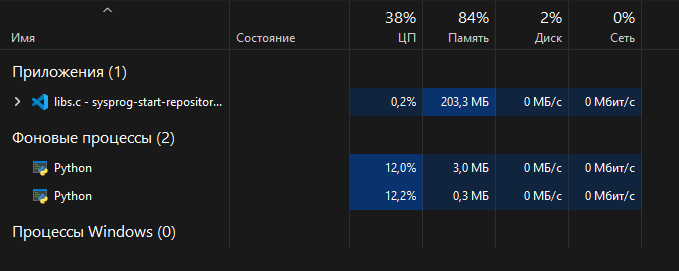 38% 84% 2% 0%
Имя Состояние ЦП Память Диск Сеть
Приложения (1)
libs.c - sysprog-start-repositor... 0,2% 203,3 МБ 0 МБ/с 0 Мбит/с
Фоновые процессы (2)
Python 12,0% 3,0 МБ 0 МБ/с 0 Мбит/с
Python 12,2% 0,3 МБ 0 МБ/с 0 Мбит/с
Процессы Windows (0)